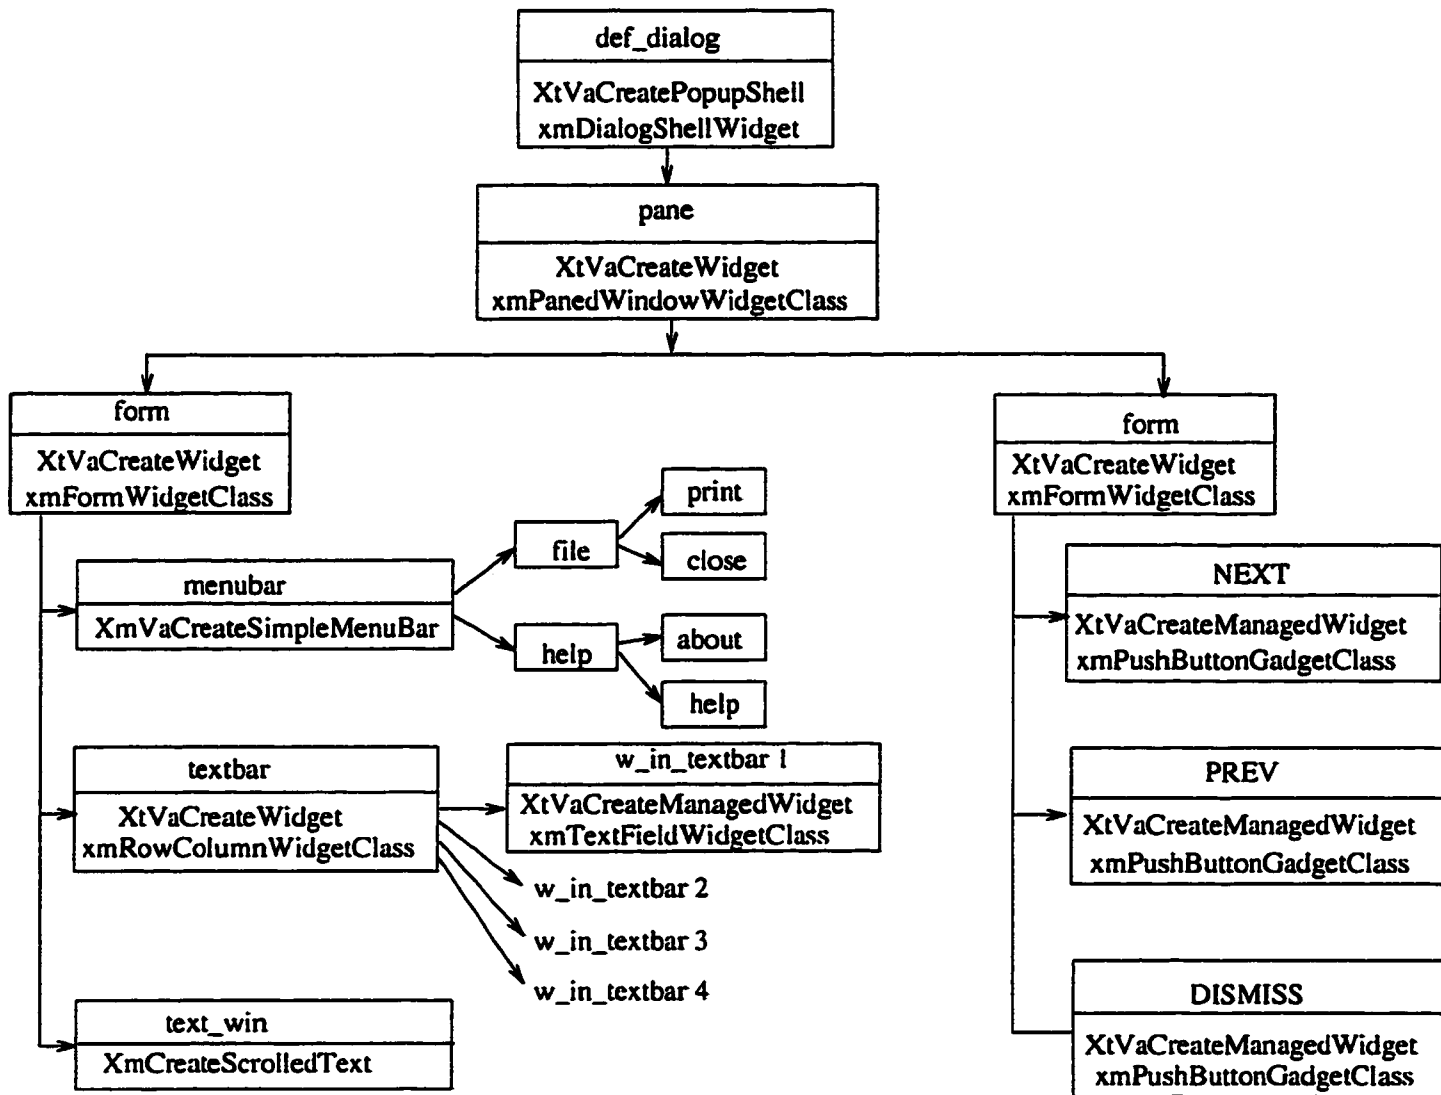 def_dialog
XtVaCreatePopupShell
xmDialogShellWidget
pane
XtVaCreateWidget
xmPanedWindowWidgetClass
form
XtVaCreateWidget
xmFormWidgetClass
menubar
XmVaCreateSimpleMenuBar
file
print
close
help
about
help
textbar
XtVaCreateWidget
xmRowColumnWidgetClass
w_in_textbar 1
XtVaCreateManagedWidget
xmTextFieldWidgetClass
w_in_textbar 2
w_in_textbar 3
w_in_textbar 4
text_win
XmCreateScrolledText
form
XtVaCreateWidget
xmFormWidgetClass
NEXT
XtVaCreateManagedWidget
xmPushButtonGadgetClass
PREV
XtVaCreateManagedWidget
xmPushButtonGadgetClass
DISMISS
XtVaCreateManagedWidget
xmPushButtonGadgetClass